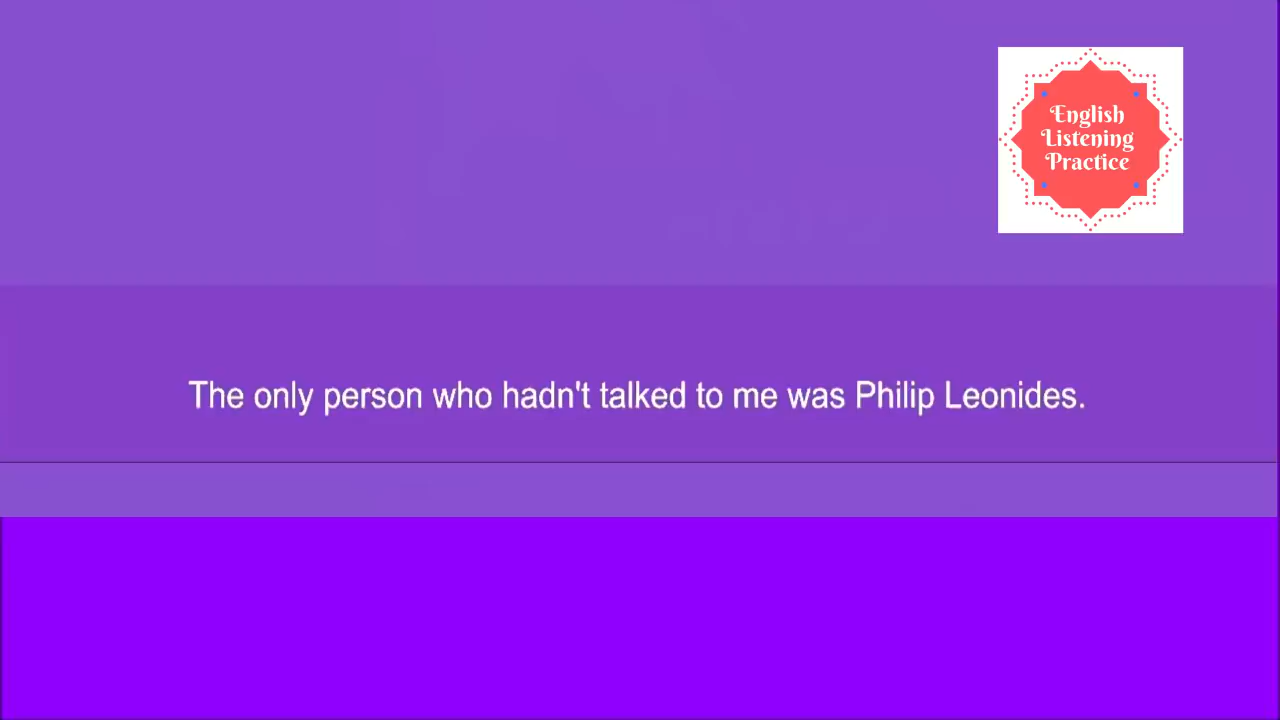 English
Listening
Practice
The only person who hadn't talked to me was Philip Leonides.